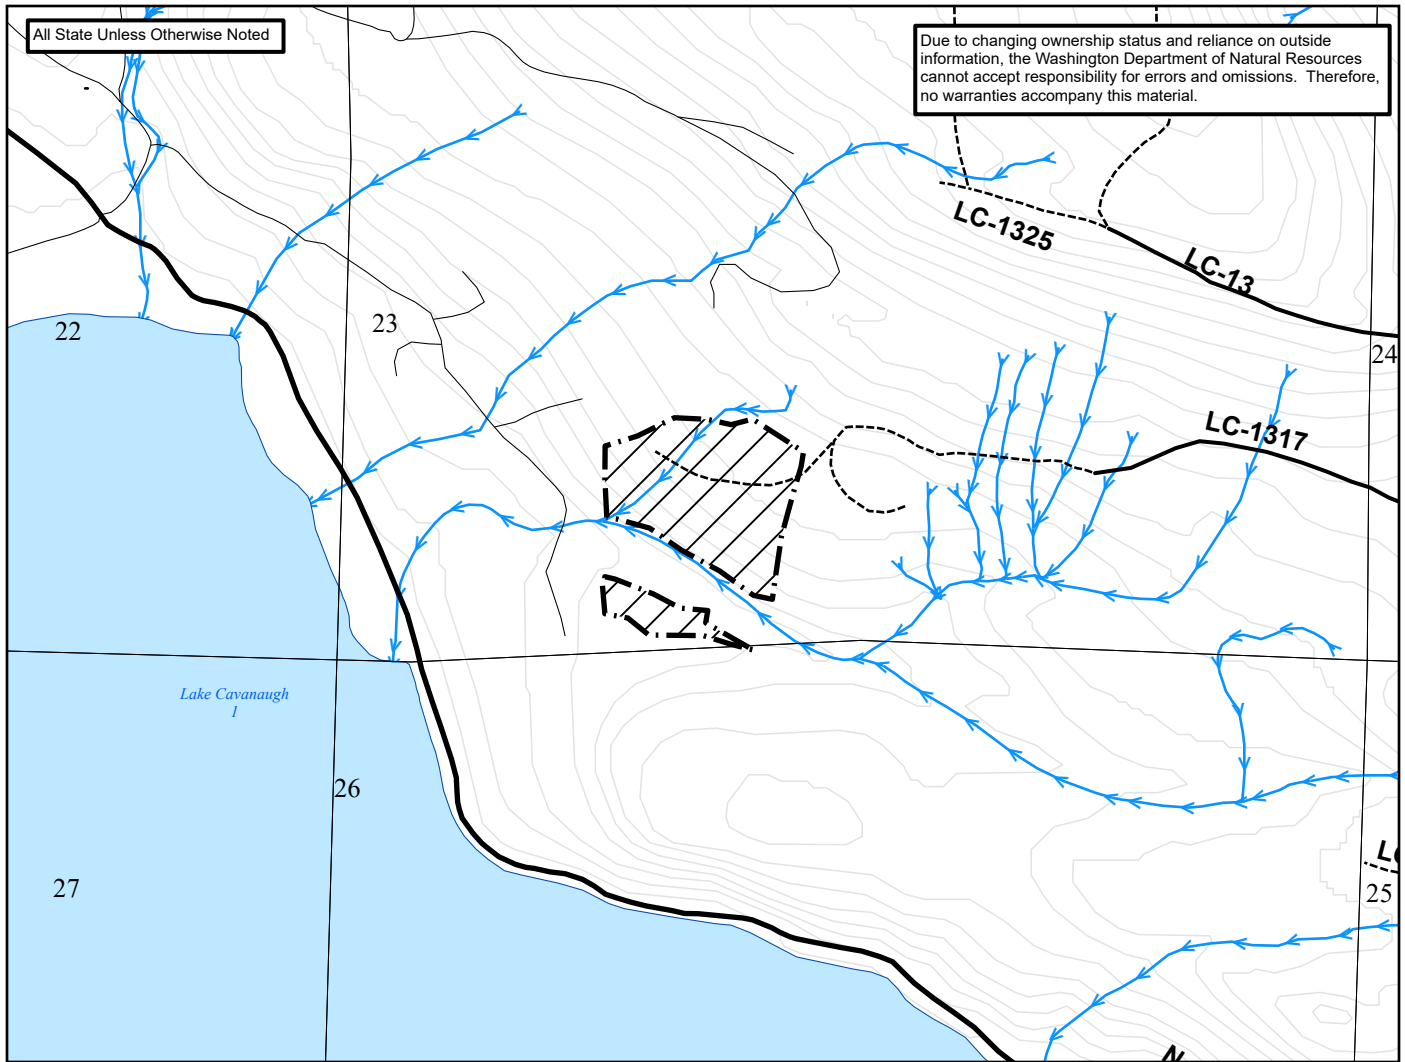 All State Unless Otherwise Noted
Due to changing ownership status and reliance on outside
information, the Washington Department of Natural Resources
cannot accept responsibility for errors and omissions. Therefore,
no warranties accompany this material.
LC-1325
LC-13
22
23
24
LC-1317
Lake Cavanaugh
1
26
27
25
N